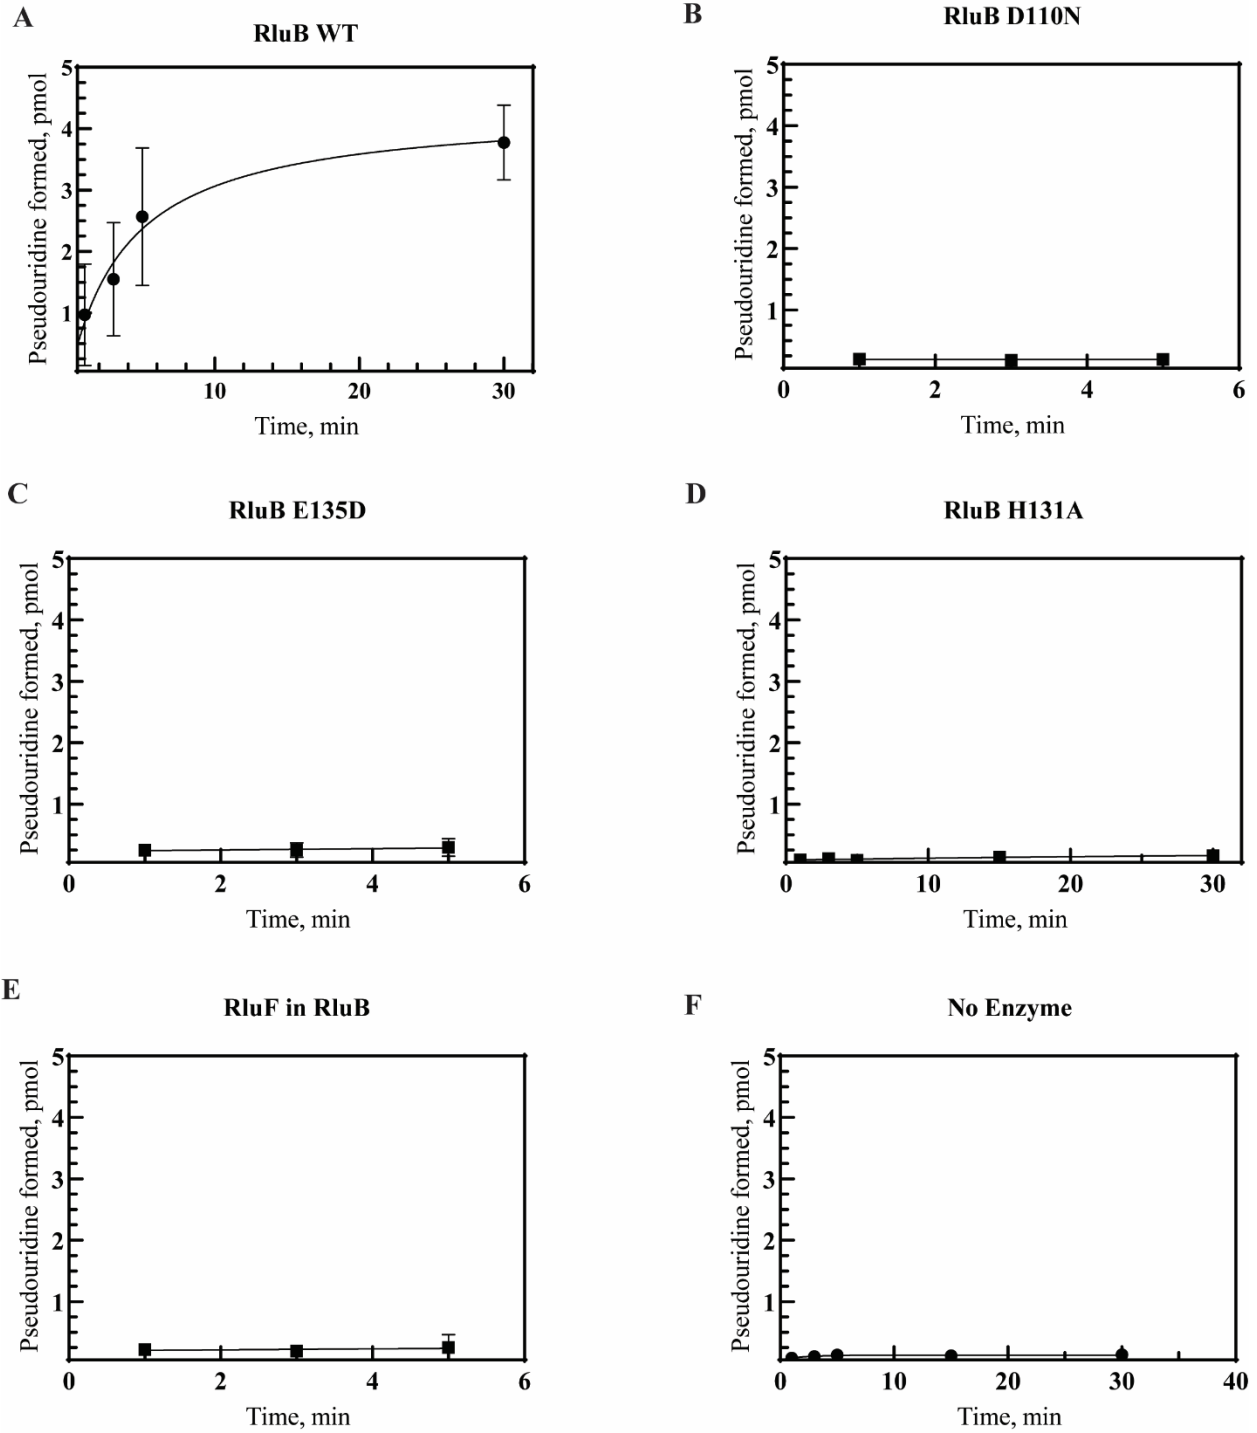 A
RluB WT
Pseudouridine formed, pmol
5
4
3
2
1
10 20 30
Time, min
B
RluB D110N
Pseudouridine formed, pmol
5
4
3
2
1
0 2 4 6
Time, min
C
RluB E135D
Pseudouridine formed, pmol
5
4
3
2
1
0 2 4 6
Time, min
D
RluB H131A
Pseudouridine formed, pmol
5
4
3
2
1
0 10 20 30
Time, min
E
RluF in RluB
Pseudouridine formed, pmol
5
4
3
2
1
0 2 4 6
Time, min
F
No Enzyme
Pseudouridine formed, pmol
5
4
3
2
1
0 10 20 30 40
Time, min